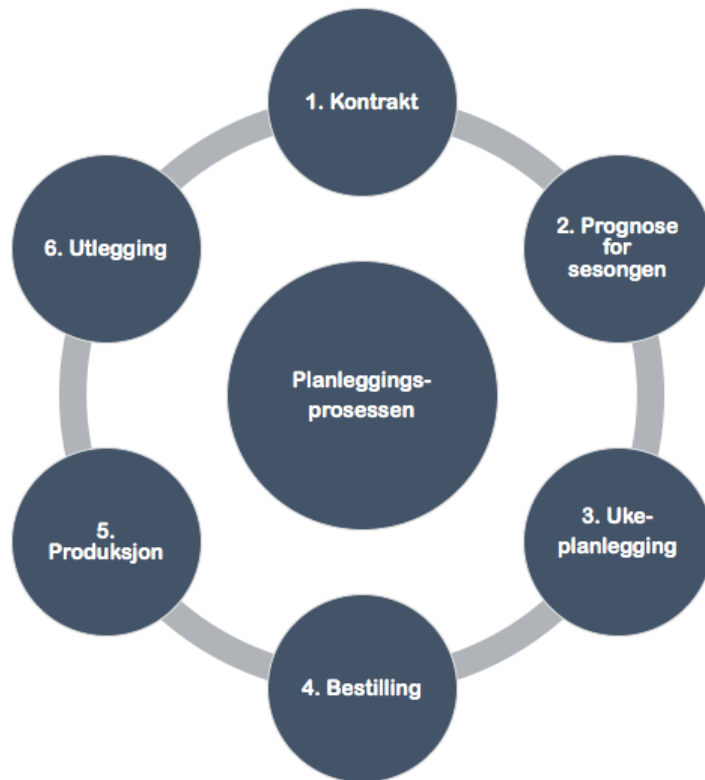 1. Kontrakt
2. Prognose
for
sesongen
3. Uke-
planlegging
4. Bestilling
5.
Produksjon
6. Utlegging
Planleggings-
prosessen